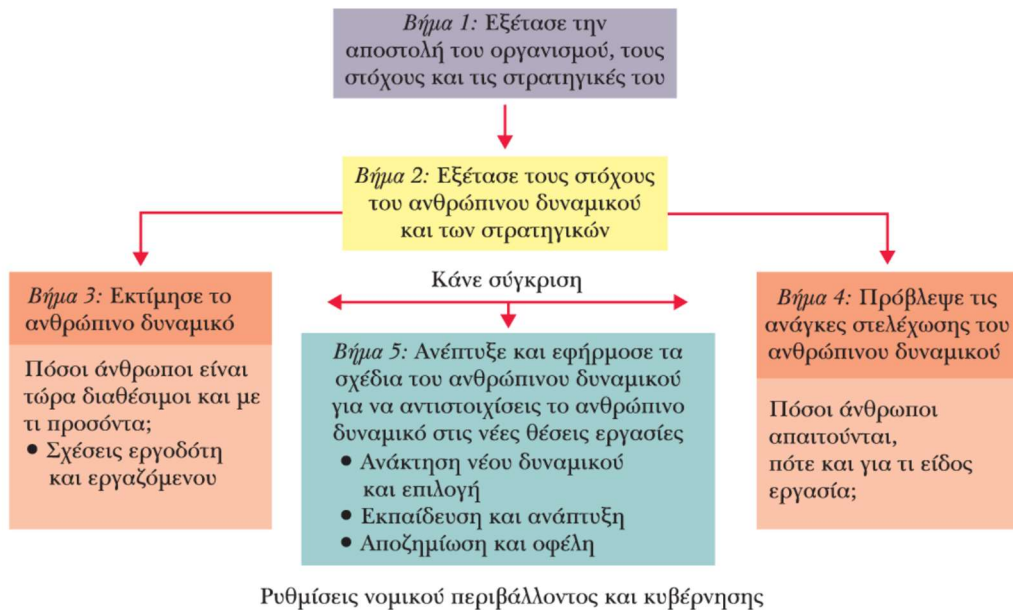 Βήμα 1: Εξέτασε την
αποστολή του οργανισμού, τους
στόχους και τις στρατηγικές του
Βήμα 2: Εξέτασε τους στόχους
του ανθρώπινου δυναμικού
και των στρατηγικών
Βήμα 3: Εκτίμησε το
ανθρώπινο δυναμικό
Πόσοι άνθρωποι είναι
τώρα διαθέσιμοι και με
τι προσόντα;
• Σχέσεις εργοδότη
και εργαζόμενου
Κάνε σύγκριση
Βήμα 5: Ανέπτυξε και εφήρμοσε τα
σχέδια του ανθρώπινου δυναμικού
για να αντιστοιχίσεις το ανθρώπινο
δυναμικό στις νέες θέσεις εργασίες
• Ανάκτηση νέου δυναμικού
και επιλογή
• Εκπαίδευση και ανάπτυξη
• Αποζημίωση και οφέλη
Βήμα 4: Πρόβλεψε τις
ανάγκες στελέχωσης του
ανθρώπινου δυναμικού
Πόσοι άνθρωποι
απαιτούνται,
πότε και για τι είδος
εργασία;
Ρυθμίσεις νομικού περιβάλλοντος και κυβέρνησης